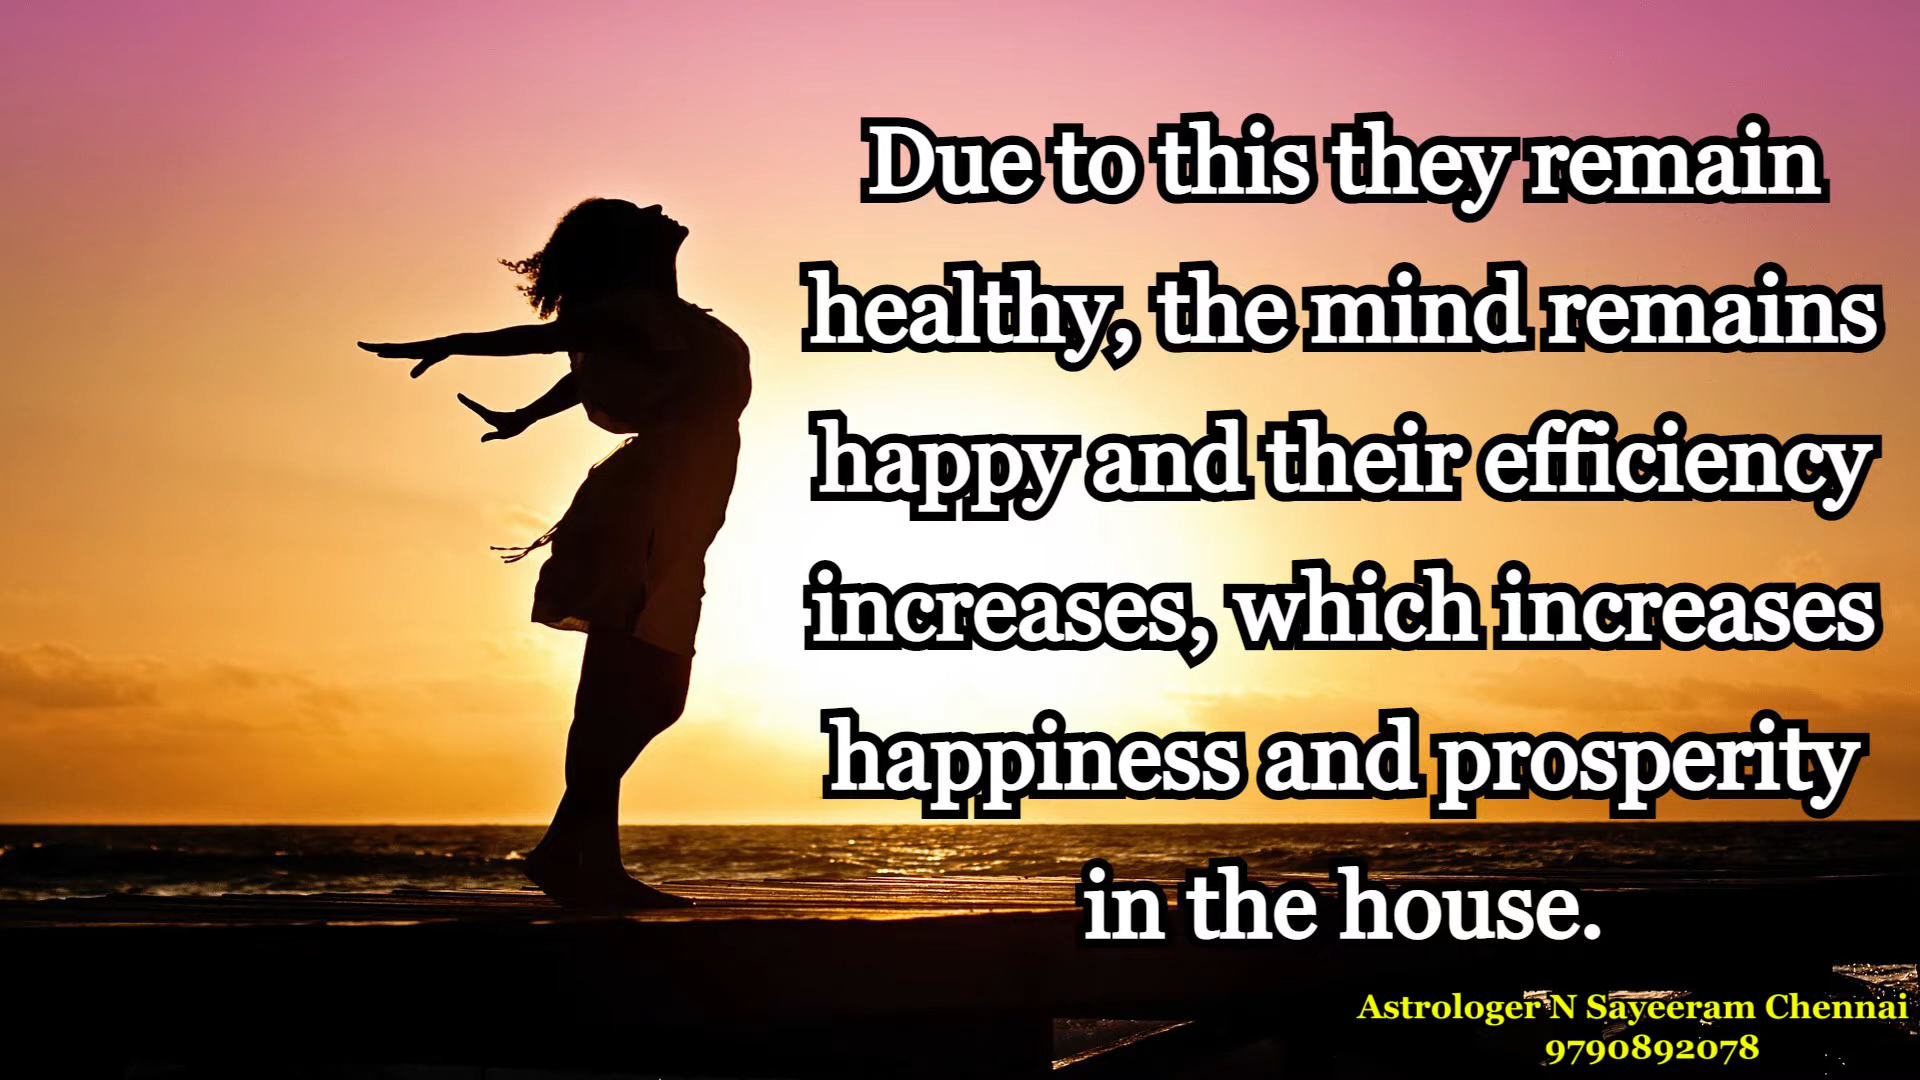 Due to this they remain
healthy, the mind remains
happy and their efficiency
increases, which increases
happiness and prosperity
in the house.
Astrologer N Sayeeram Chennai
9790892078